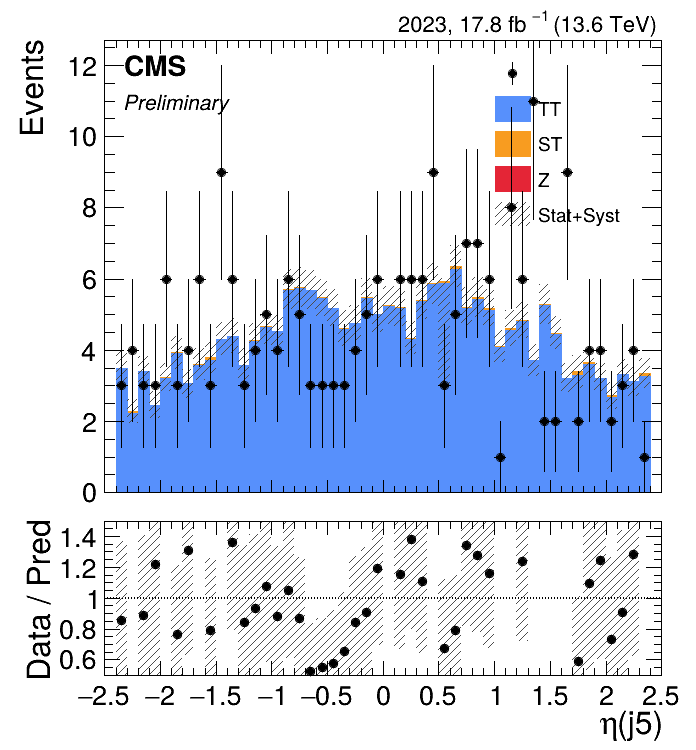 2023, 17.8 fb⁻¹ (13.6 TeV)
CMS
Preliminary
Events
12
10
8
6
4
2
0
TT
ST
Z
Stat+Syst
Data / Pred
1.4
1.2
1
0.8
0.6
−2.5 −2 −1.5 −1 −0.5 0 0.5 1 1.5 2 2.5
η(j5)